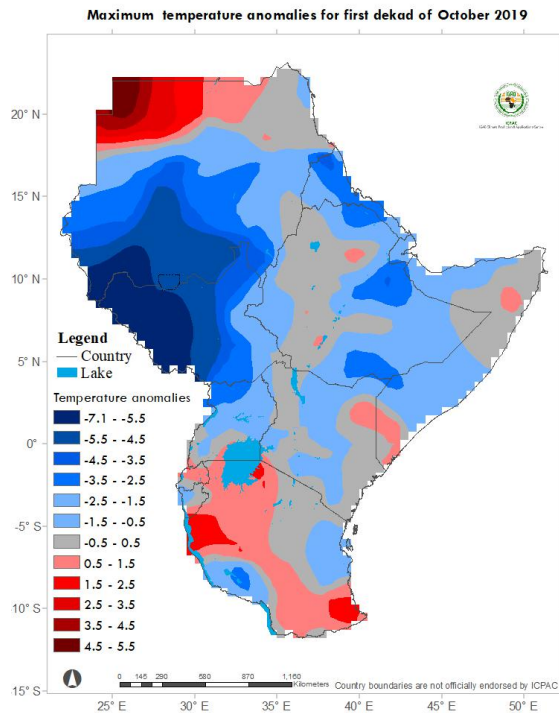 Maximum temperature anomalies for first dekad of October 2019
20° N
15° N
10° N
5° N
0°
-5° S
10° S
15° S
ICPAC
Legend
Country
Lake
Temperature anomalies
-7.1 - -5.5
-5.5 - -4.5
-4.5 - -3.5
-3.5 - -2.5
-2.5 - -1.5
-1.5 - -0.5
-0.5 - 0.5
0.5 - 1.5
1.5 - 2.5
2.5 - 3.5
3.5 - 4.5
4.5 - 5.5
0 145 290 580 870 1,160
Kilometers
Country boundaries are not officially endorsed by ICPAC
25° E 30° E 35° E 40° E 45° E 50° E